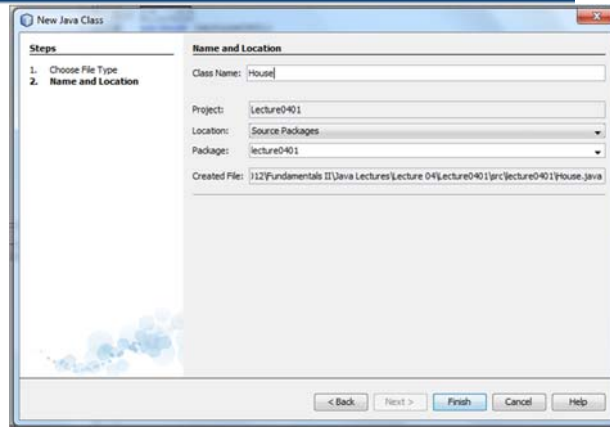 New Java Class
Steps
1. Choose File Type
2. Name and Location
Name and Location
Class Name: House
Project: Lecture0401
Location: Source Packages
Package: lecture0401
Created File: 12\Fundamentals II\Java Lectures\Lecture 04\Lecture0401\src\lecture0401\House.java
< Back Next > Finish Cancel Help